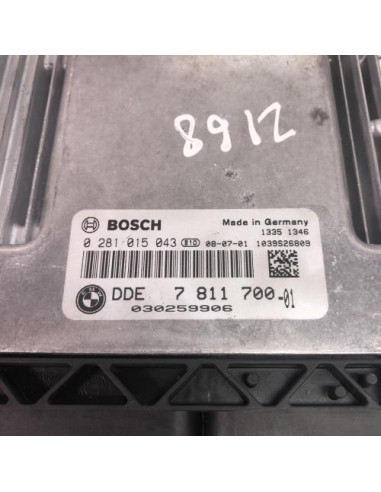 8912
BOSCH Made in Germany
1335 1346
0 281 015 043 B10 08-07-01 1039S26809
DDE 7 811 700-01
030259906